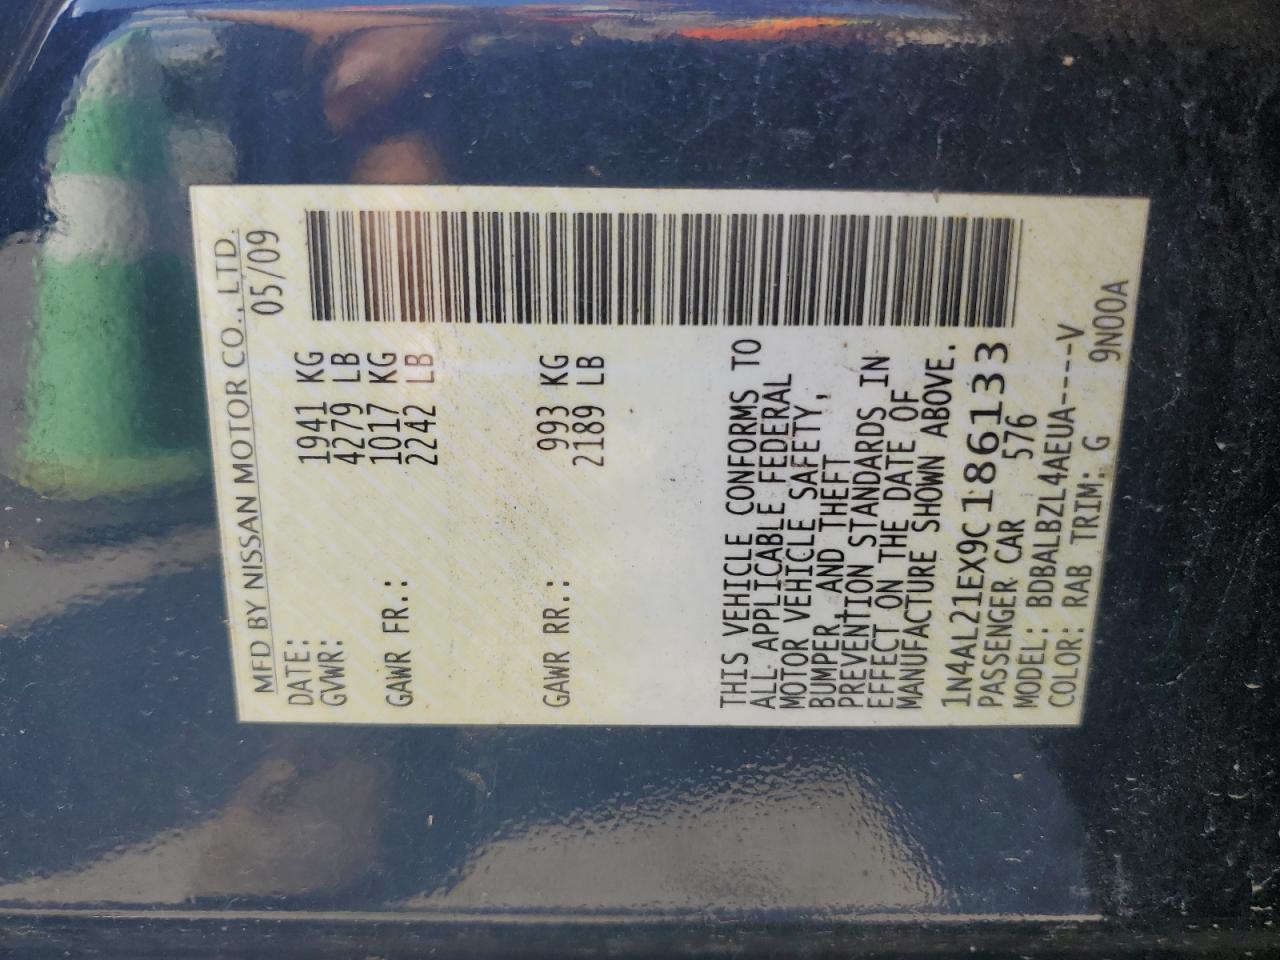 MFD BY NISSAN MOTOR CO., LTD.
DATE: 05/09
GVWR: 1941 KG
4279 LB
GAWR FR.: 1017 KG
2242 LB
GAWR RR.: 993 KG
2189 LB
THIS VEHICLE CONFORMS TO
ALL APPLICABLE FEDERAL
MOTOR VEHICLE SAFETY,
BUMPER, AND THEFT
PREVENTION STANDARDS IN
EFFECT ON THE DATE OF
MANUFACTURE SHOWN ABOVE.
1N4AL21EX9C186133
PASSENGER CAR 576
MODEL: BDBALBZL4AEUA----V
COLOR: RAB TRIM: G 9N00A